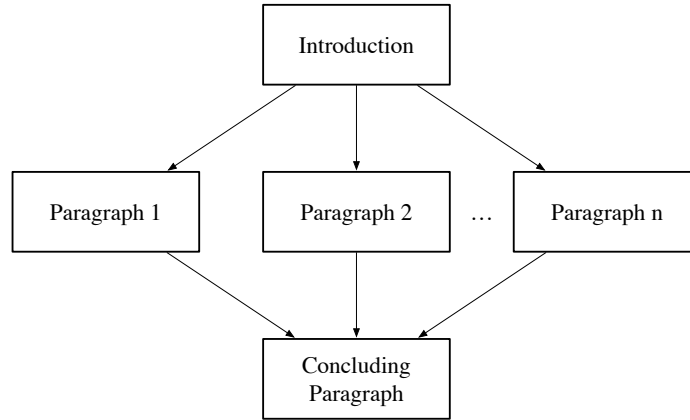 Introduction
Paragraph 1
Paragraph 2
…
Paragraph n
Concluding
Paragraph